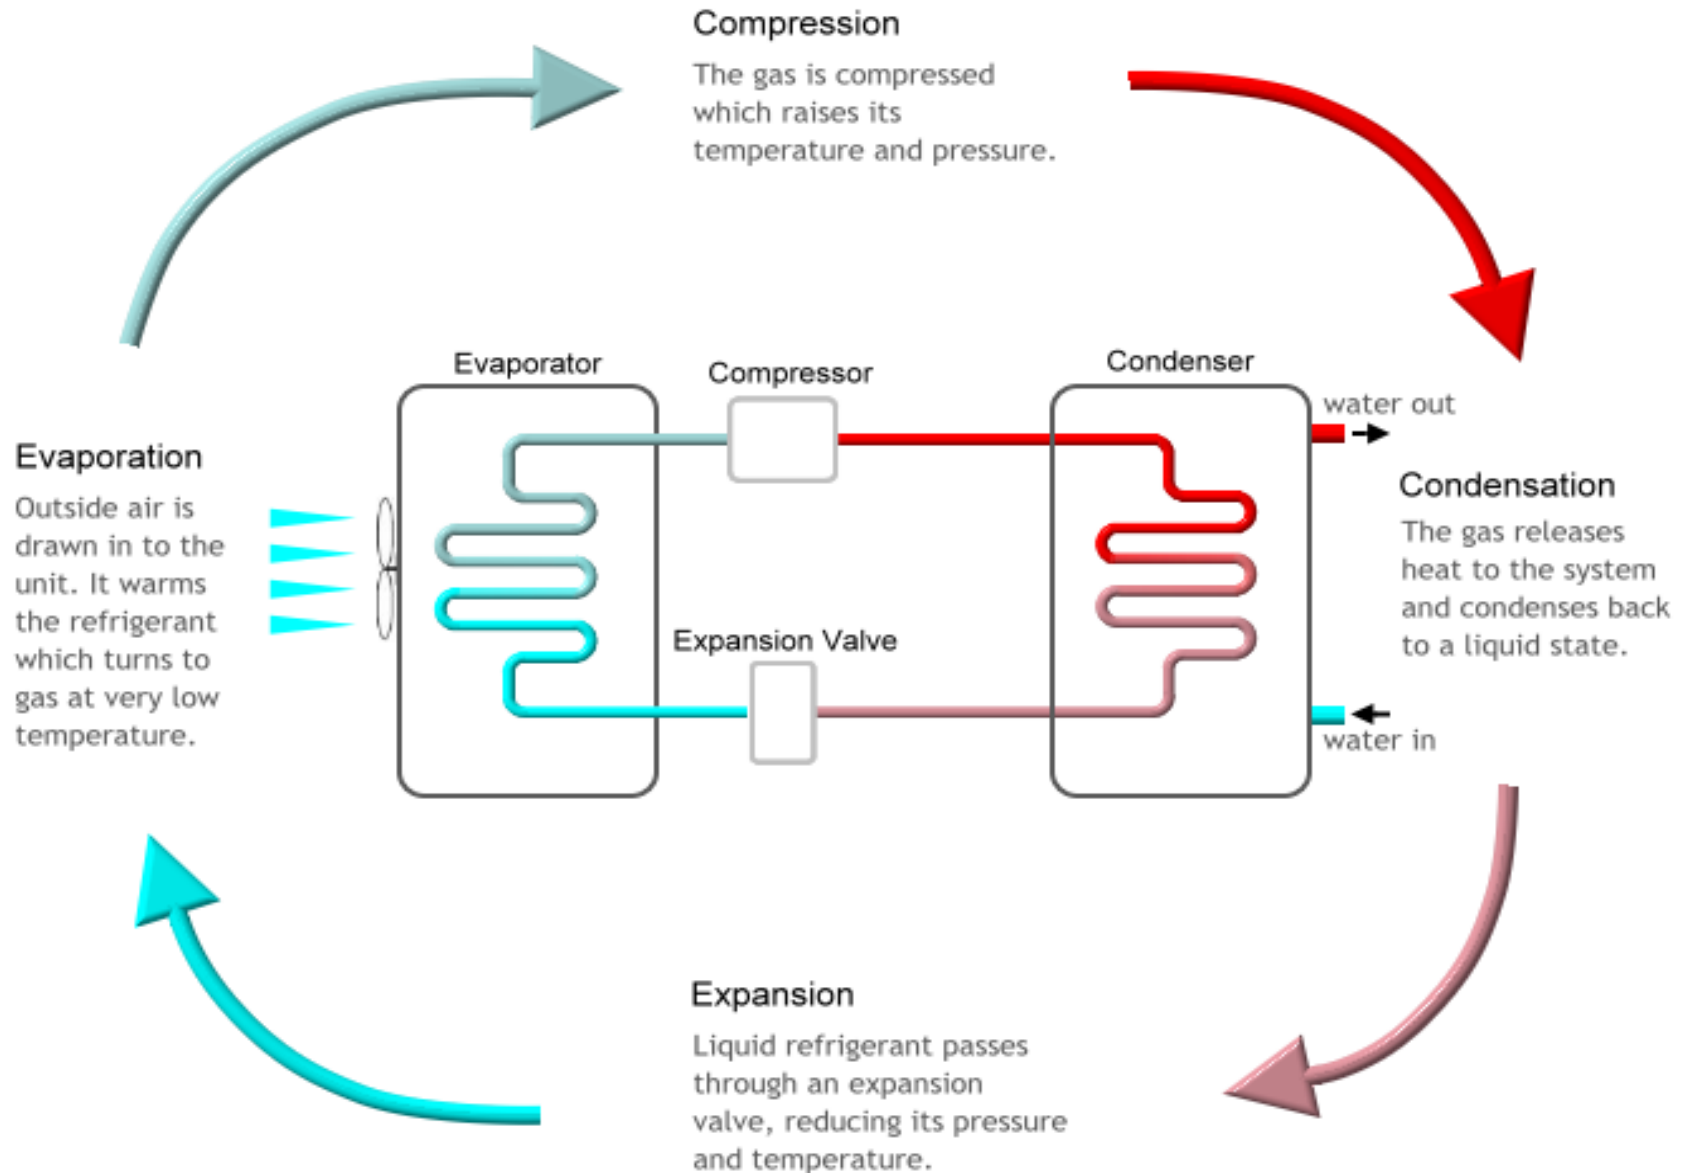 Compression
The gas is compressed
which raises its
temperature and pressure.
Evaporator
Compressor
Condenser
water out
Evaporation
Outside air is
drawn in to the
unit. It warms
the refrigerant
which turns to
gas at very low
temperature.
Condensation
The gas releases
heat to the system
and condenses back
to a liquid state.
Expansion Valve
water in
Expansion
Liquid refrigerant passes
through an expansion
valve, reducing its pressure
and temperature.